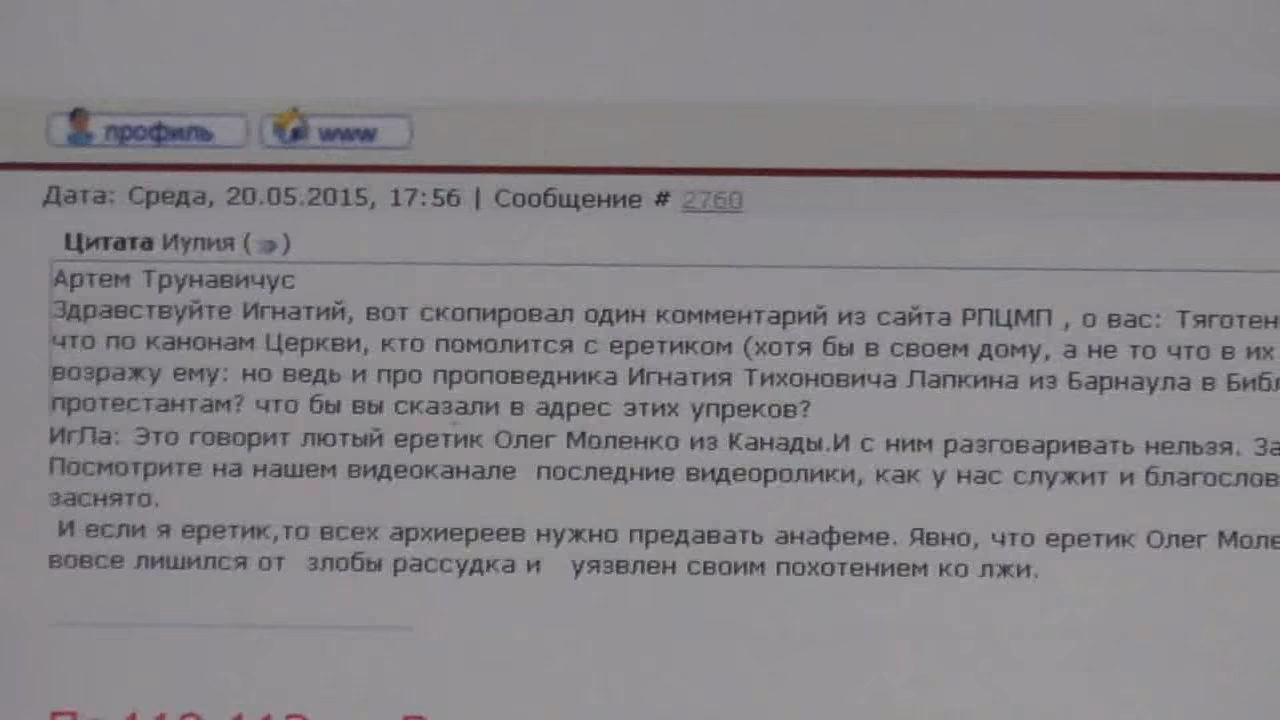 профиль www
Дата: Среда, 20.05.2015, 17:56 | Сообщение # 2760
Цитата Иулия ( )
Артем Трунавичус
Здравствуйте Игнатий, вот скопировал один комментарий из сайта РПЦМП , о вас: Тяготен
что по канонам Церкви, кто помолится с еретиком (хотя бы в своем дому, а не то что в их
возражу ему: но ведь и про проповедника Игнатия Тихоновича Лапкина из Барнаула в Биб
протестантам? что бы вы сказали в адрес этих упреков?
ИгЛа: Это говорит лютый еретик Олег Моленко из Канады.И с ним разговаривать нельзя. За
Посмотрите на нашем видеоканале последние видеоролики, как у нас служит и благослов
заснято.
И если я еретик,то всех архиереев нужно предавать анафеме. Явно, что еретик Олег Моле
вовсе лишился от злобы рассудка и уязвлен своим похотением ко лжи.